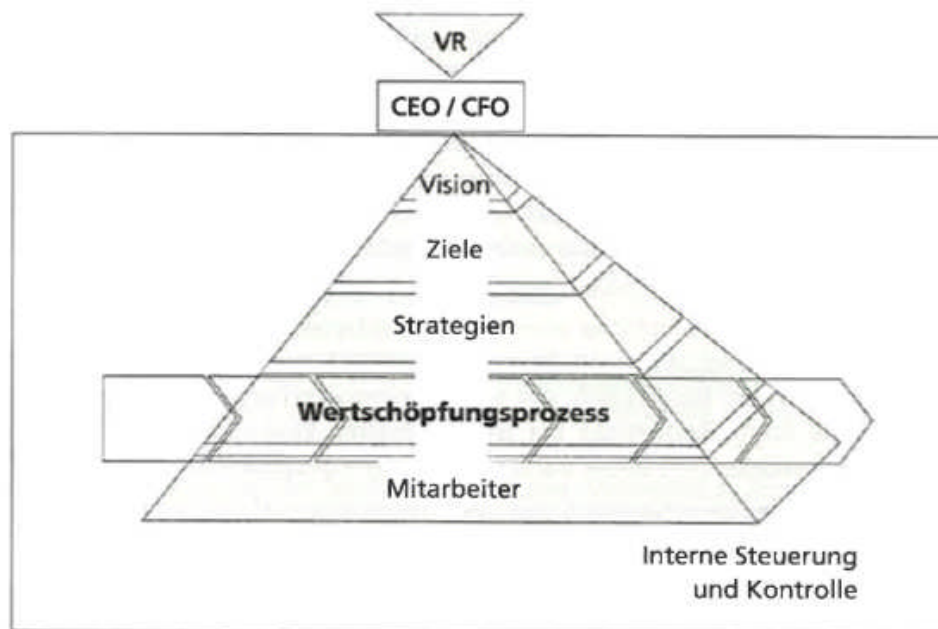 VR
CEO / CFO
Vision
Ziele
Strategien
Wertschöpfungsprozess
Mitarbeiter
Interne Steuerung
und Kontrolle